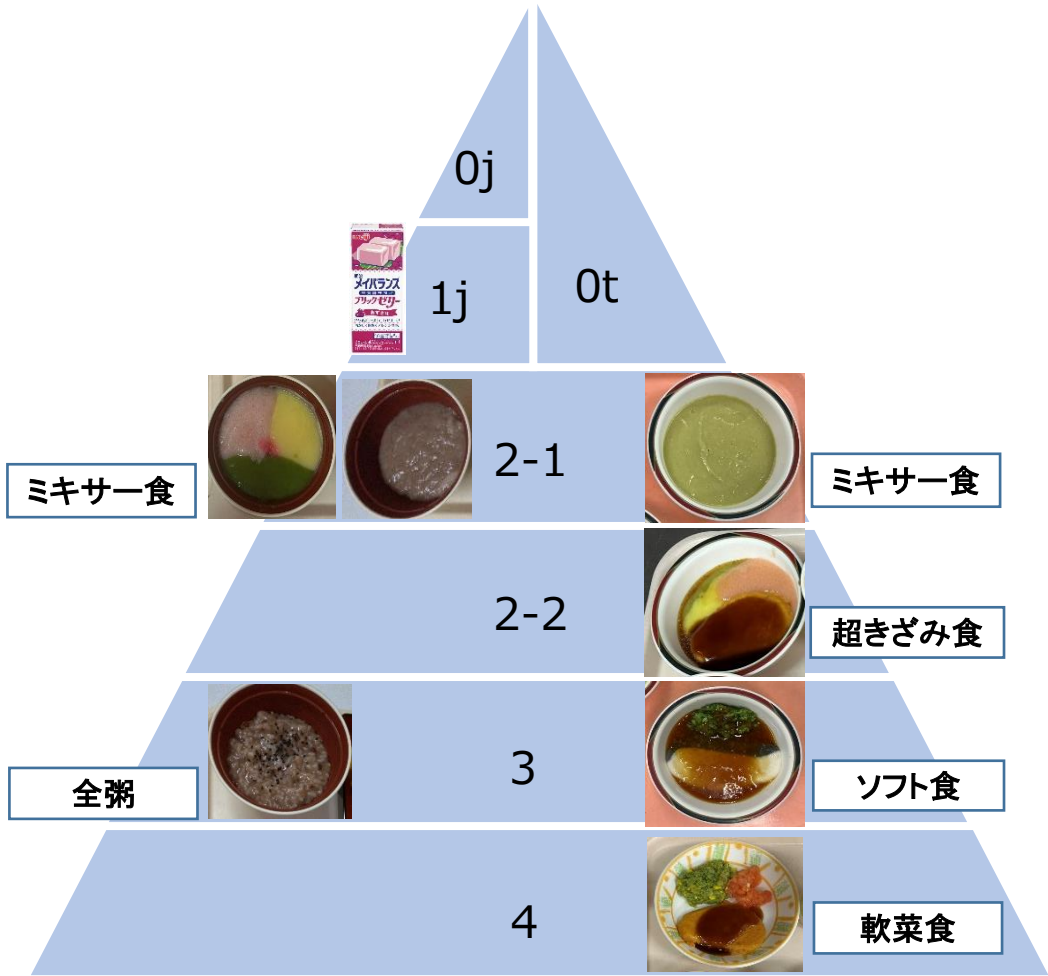 0j
メイバランス
ブリックゼリー
1j
0t
ミキサー食
2-1
ミキサー食
2-2
超きざみ食
全粥
3
ソフト食
4
軟菜食